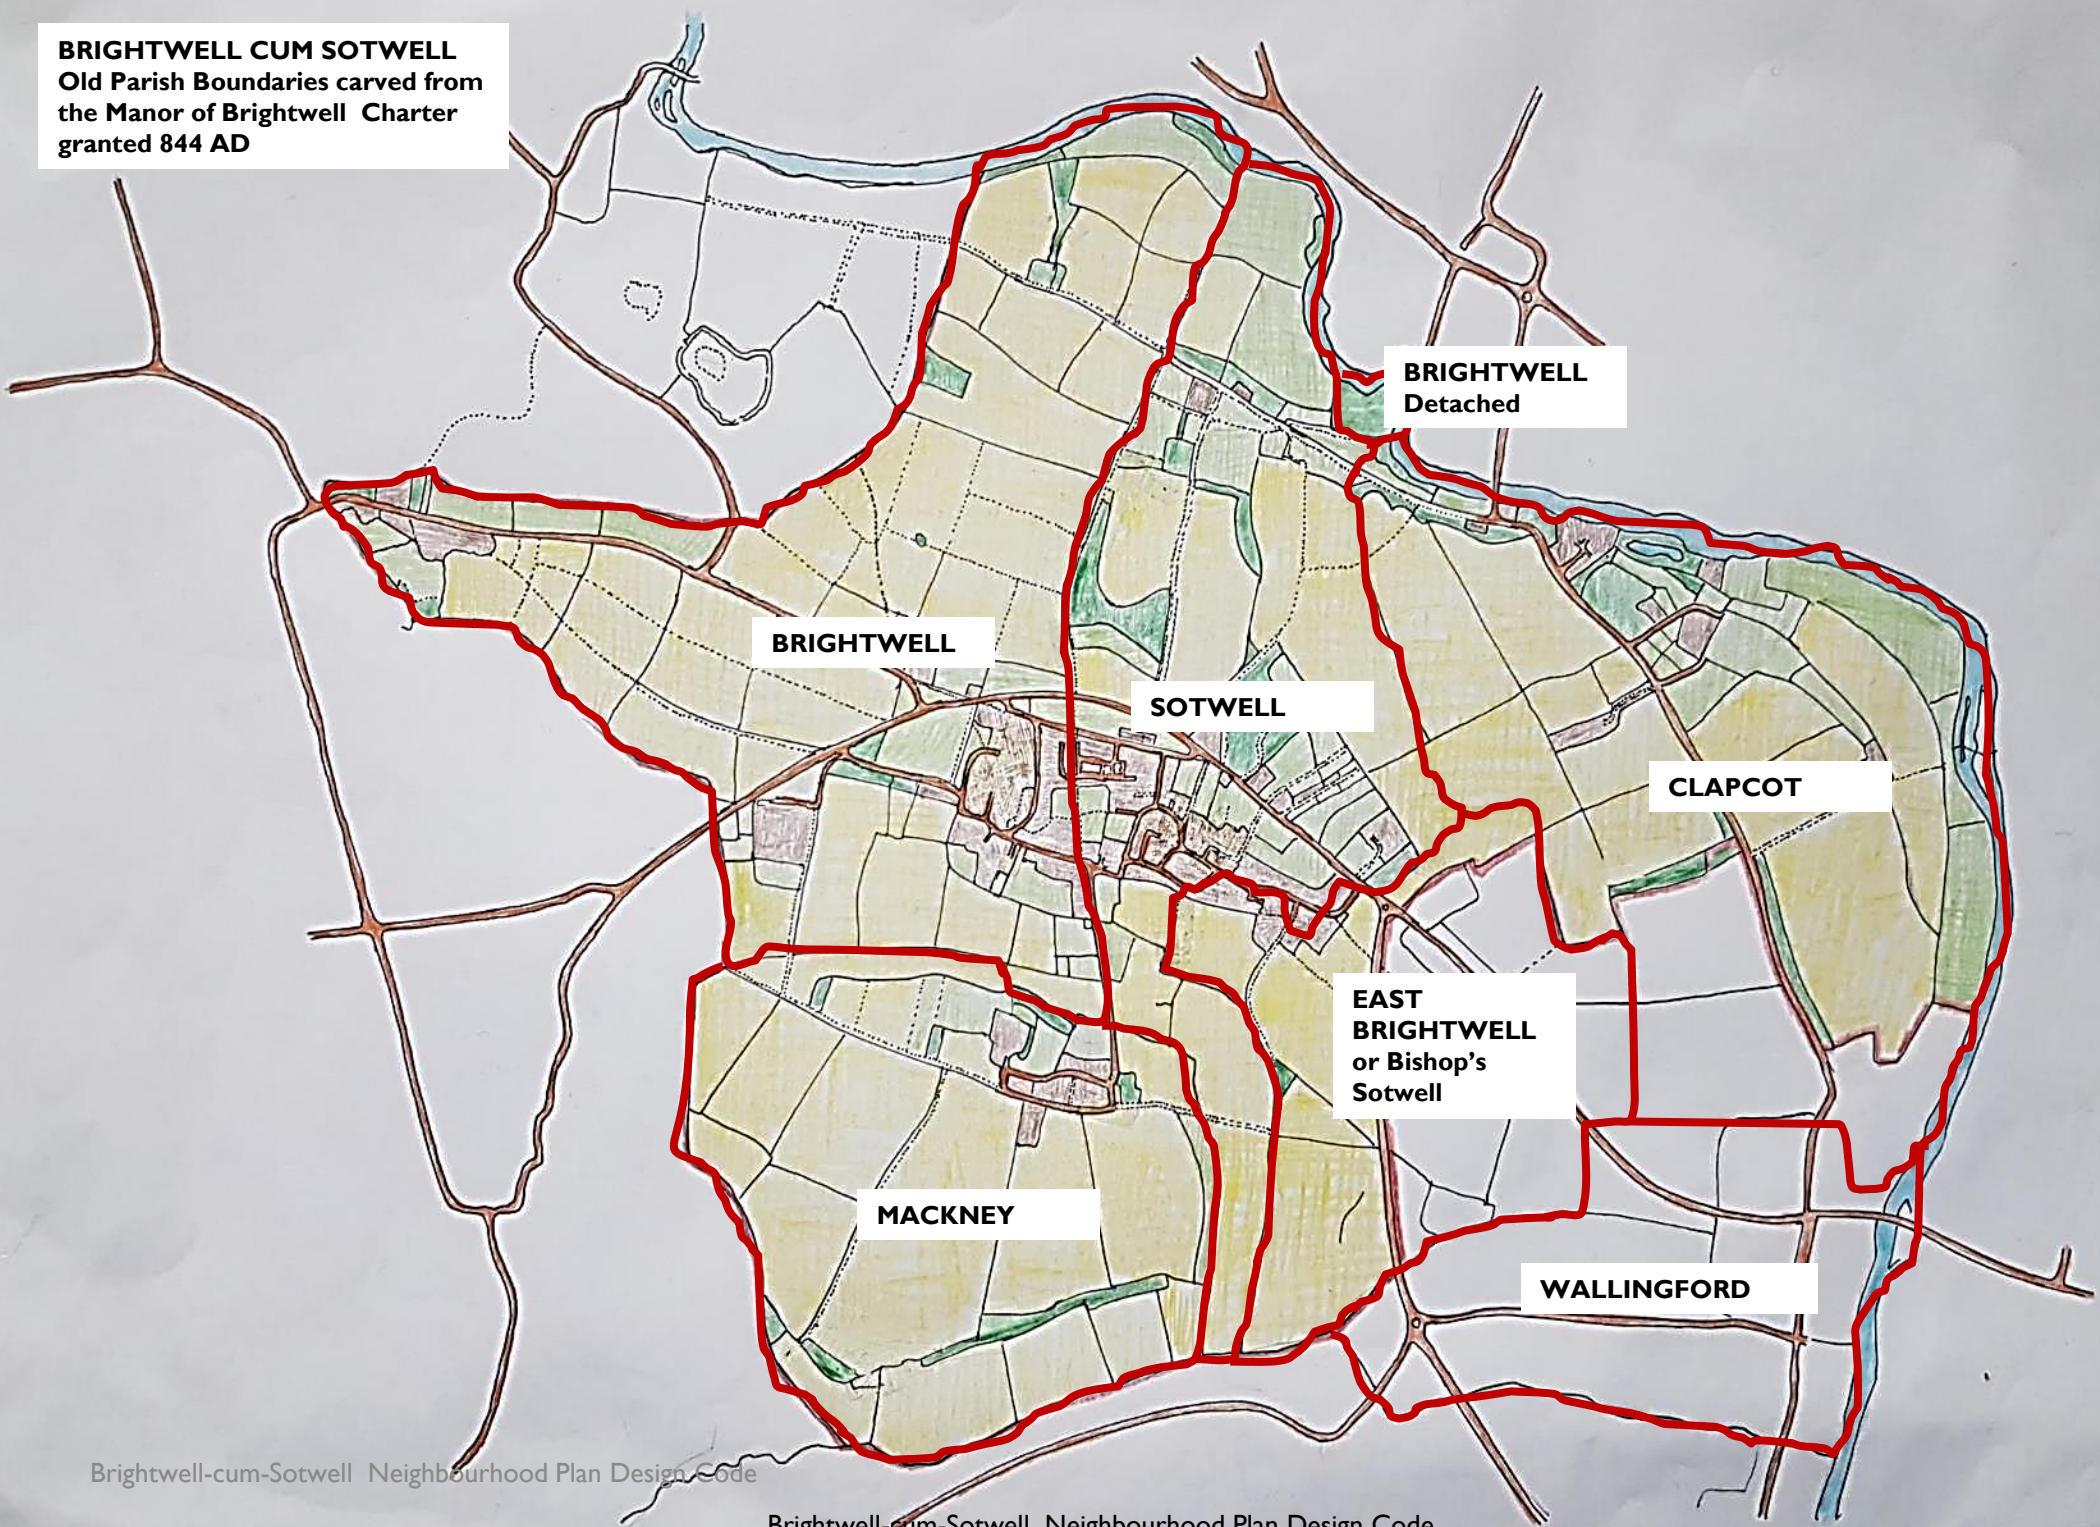 BRIGHTWELL CUM SOTWELL
Old Parish Boundaries carved from
the Manor of Brightwell Charter
granted 844 AD
BRIGHTWELL
Detached
BRIGHTWELL
SOTWELL
CLAPCOT
EAST
BRIGHTWELL
or Bishop's
Sotwell
MACKNEY
WALLINGFORD
Brightwell-cum-Sotwell Neighbourhood Plan Design Code
Brightwell-cum-Sotwell Neighbourhood Plan Design Code